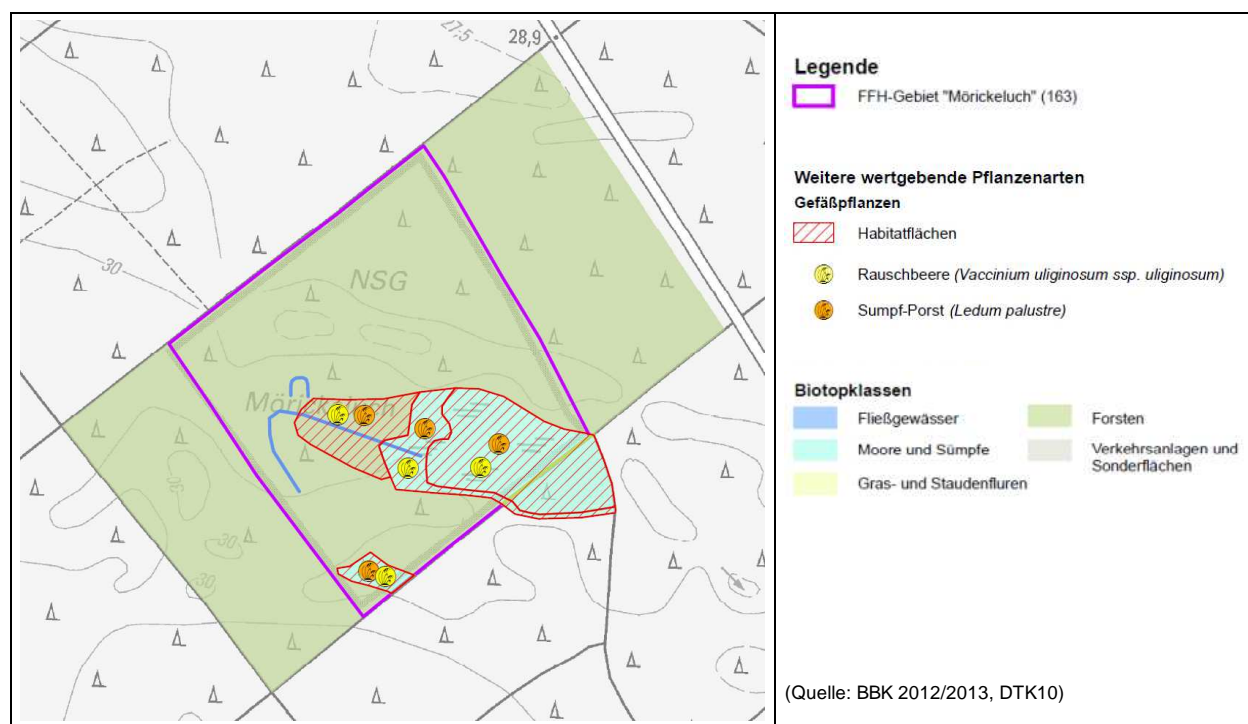 27,5
28,9
30
NSG
30
30
Legende
FFH-Gebiet "Mörickeluch" (163)
Weitere wertgebende Pflanzenarten
Gefäßpflanzen
Habitatflächen
Rauschbeere (Vaccinium uliginosum ssp. uliginosum)
Sumpf-Porst (Ledum palustre)
Biotopklassen
Fließgewässer
Forsten
Moore und Sümpfe
Verkehrsanlagen und
Sonderflächen
Gras- und Staudenfluren
(Quelle: BBK 2012/2013, DTK10)